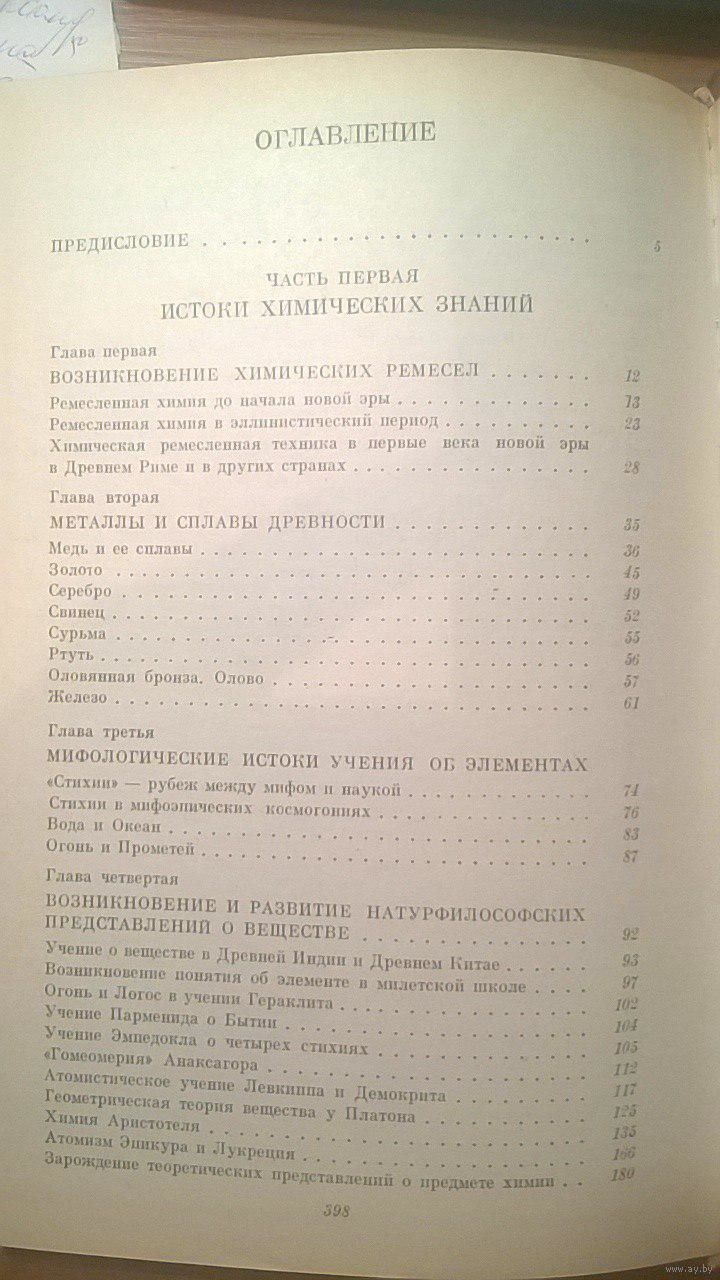 ОГЛАВЛЕНИЕ
ПРЕДИСЛОВИЕ . . . . . . . . . . . . . . . . . . . . . . . . . . . . 5
ЧАСТЬ ПЕРВАЯ
ИСТОКИ ХИМИЧЕСКИХ ЗНАНИЙ
Глава первая
ВОЗНИКНОВЕНИЕ ХИМИЧЕСКИХ РЕМЕСЕЛ . . . . . . . 12
Ремесленная химия до начала новой эры . . . . . . . . . . . . . . 13
Ремесленная химия в эллинистический период . . . . . . . . . . . 23
Химическая ремесленная техника в первые века новой эры
в Древнем Риме и в других странах . . . . . . . . . . . . . . . . . 28
Глава вторая
МЕТАЛЛЫ И СПЛАВЫ ДРЕВНОСТИ . . . . . . . . . . . . . 35
Медь и ее сплавы . . . . . . . . . . . . . . . . . . . . . . . . . . . . 36
Золото . . . . . . . . . . . . . . . . . . . . . . . . . . . . . . . . . . 45
Серебро . . . . . . . . . . . . . . . . . . . . . . . . . . . . . . . . . 49
Свинец . . . . . . . . . . . . . . . . . . . . . . . . . . . . . . . . . . 52
Сурьма . . . . . . . . . . . . . . . . . . . . . . . . . . . . . . . . . . 55
Ртуть . . . . . . . . . . . . . . . . . . . . . . . . . . . . . . . . . . . 56
Оловянная бронза. Олово . . . . . . . . . . . . . . . . . . . . . . . 57
Железо . . . . . . . . . . . . . . . . . . . . . . . . . . . . . . . . . . 61
Глава третья
МИФОЛОГИЧЕСКИЕ ИСТОКИ УЧЕНИЯ ОБ ЭЛЕМЕНТАХ
«Стихии» — рубеж между мифом и наукой . . . . . . . . . . . . 74
Стихии в мифоэпических космогониях . . . . . . . . . . . . . . . 76
Вода и Океан . . . . . . . . . . . . . . . . . . . . . . . . . . . . . . 83
Огонь и Прометей . . . . . . . . . . . . . . . . . . . . . . . . . . . 87
Глава четвертая
ВОЗНИКНОВЕНИЕ И РАЗВИТИЕ НАТУРФИЛОСОФСКИХ
ПРЕДСТАВЛЕНИЙ О ВЕЩЕСТВЕ . . . . . . . . . . . . . . . 92
Учение о веществе в Древней Индии и Древнем Китае . . . . . . 93
Возникновение понятия об элементе в милетской школе . . . . 97
Огонь и Логос в учении Гераклита . . . . . . . . . . . . . . . . . 102
Учение Парменида о Бытии . . . . . . . . . . . . . . . . . . . . . 104
Учение Эмпедокла о четырех стихиях . . . . . . . . . . . . . . . 105
«Гомеомерия» Анаксагора . . . . . . . . . . . . . . . . . . . . . . 112
Атомистическое учение Левкиппа и Демокрита . . . . . . . . . . 117
Геометрическая теория вещества у Платона . . . . . . . . . . . . 125
Химия Аристотеля . . . . . . . . . . . . . . . . . . . . . . . . . . 135
Атомизм Эпикура и Лукреция . . . . . . . . . . . . . . . . . . . 166
Зарождение теоретических представлений о предмете химии . . 180
398
www.ay.by